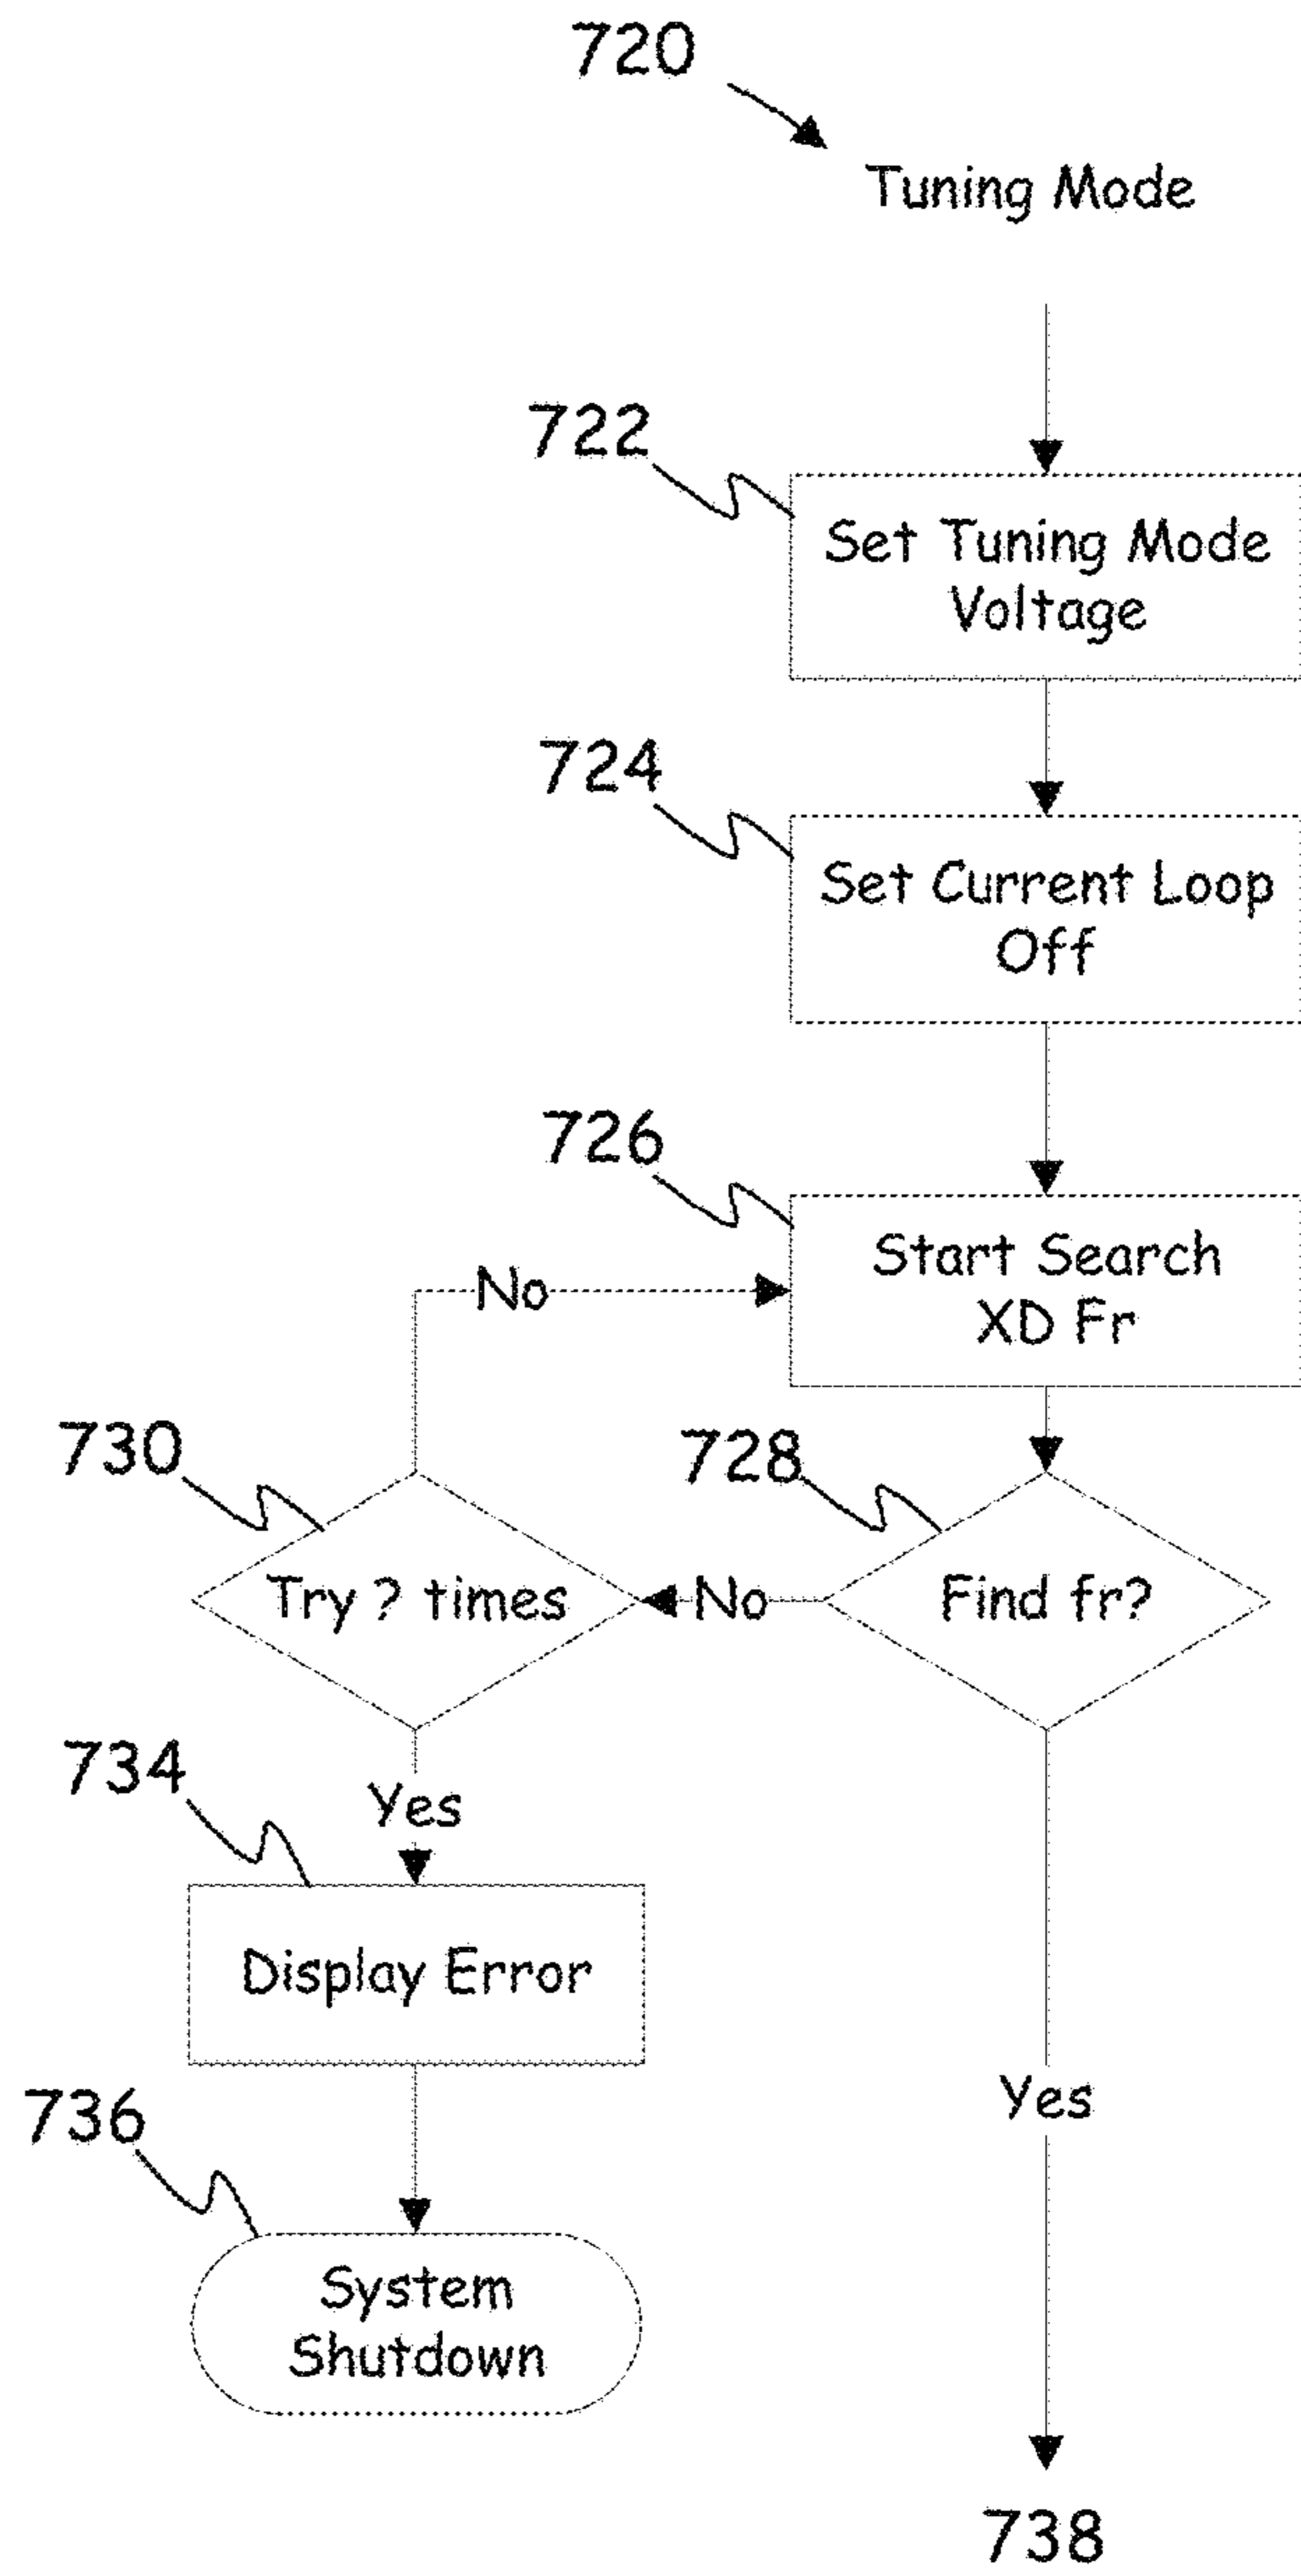 720
Tuning Mode
722
Set Tuning Mode
Voltage
724
Set Current Loop
Off
726
Start Search
XD Fr
No
730
728
Try ? times
No
Find fr?
734
Yes
Display Error
736
Yes
System
Shutdown
738